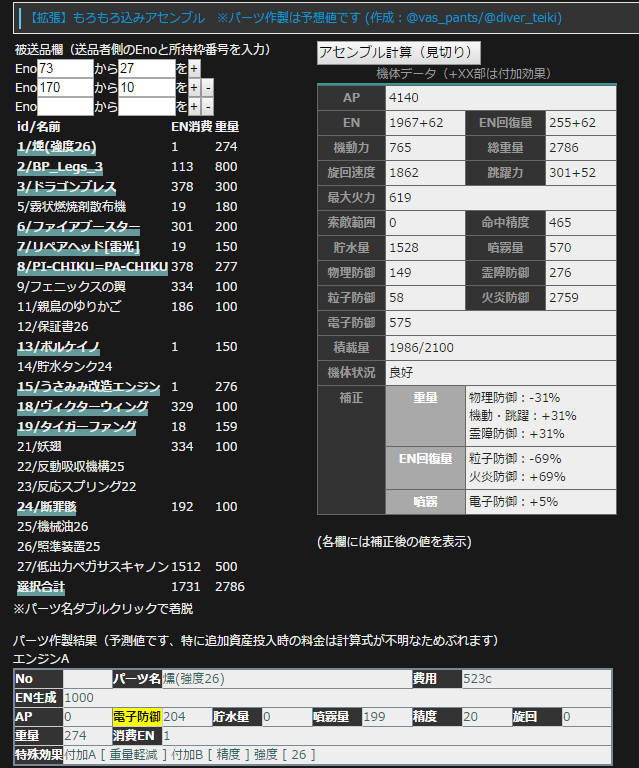 【拡張】もろもろ込みアセンブル　※パーツ作製は予想値です (作成：@vas_pants/@diver_teiki)
被送品欄（送品者側のEnoと所持枠番号を入力）
Eno73から27を+
Eno170から10を+ -
Enoから を+ -
id/名前 EN消費 重量
1/燻(強度26) 1 274
2/BP_Legs_3 113 800
3/ドラゴンブレス 378 300
5/霧状燃焼剤散布機 19 180
6/ファイアブースター 301 200
7/リペアヘッド[雷光] 19 150
8/PI-CHIKU=PA-CHIKU 378 277
9/フェニックスの翼 334 100
11/親鳥のゆりかご 186 100
12/保証書26
13/ボルケイノ 1 150
14/貯水タンク24
15/うさみみ改造エンジン 1 276
18/ヴィクターウィング 329 100
19/タイガーファング 18 159
21/妖翅 334 100
22/反動吸収機構25
23/反応スプリング22
24/断罪骸 192 100
25/機械油26
26/照準装置25
27/低出力ペガサスキャノン 1512 500
選択合計 1731 2786
※パーツ名ダブルクリックで着脱
アセンブル計算（見切り）
機体データ（+XX部は付加効果）
AP 4140
EN 1967+62 EN回復量 255+62
機動力 765 総重量 2786
旋回速度 1862 跳躍力 301+52
最大火力 619
索敵範囲 0 命中精度 465
貯水量 1528 噴霧量 570
物理防御 149 霊障防御 276
粒子防御 58 火炎防御 2759
電子防御 575
積載量 1986/2100
機体状況 良好
補正 重量 物理防御：-31%
機動・跳躍：+31%
霊障防御：+31%
EN回復量 粒子防御：-69%
火炎防御：+69%
噴霧 電子防御：+5%
(各欄には補正後の値を表示)
パーツ作製結果（予測値です、特に追加資産投入時の料金は計算式が不明なためぶれます）
エンジンA
No パーツ名 燻(強度26) 費用 523c
EN生成 1000
AP 0 電子防御 204 貯水量 0 噴霧量 199 精度 20 旋回 0
重量 274 消費EN 1
特殊効果 付加A [ 重量軽減 ] 付加B [ 精度 ] 強度 [ 26 ]